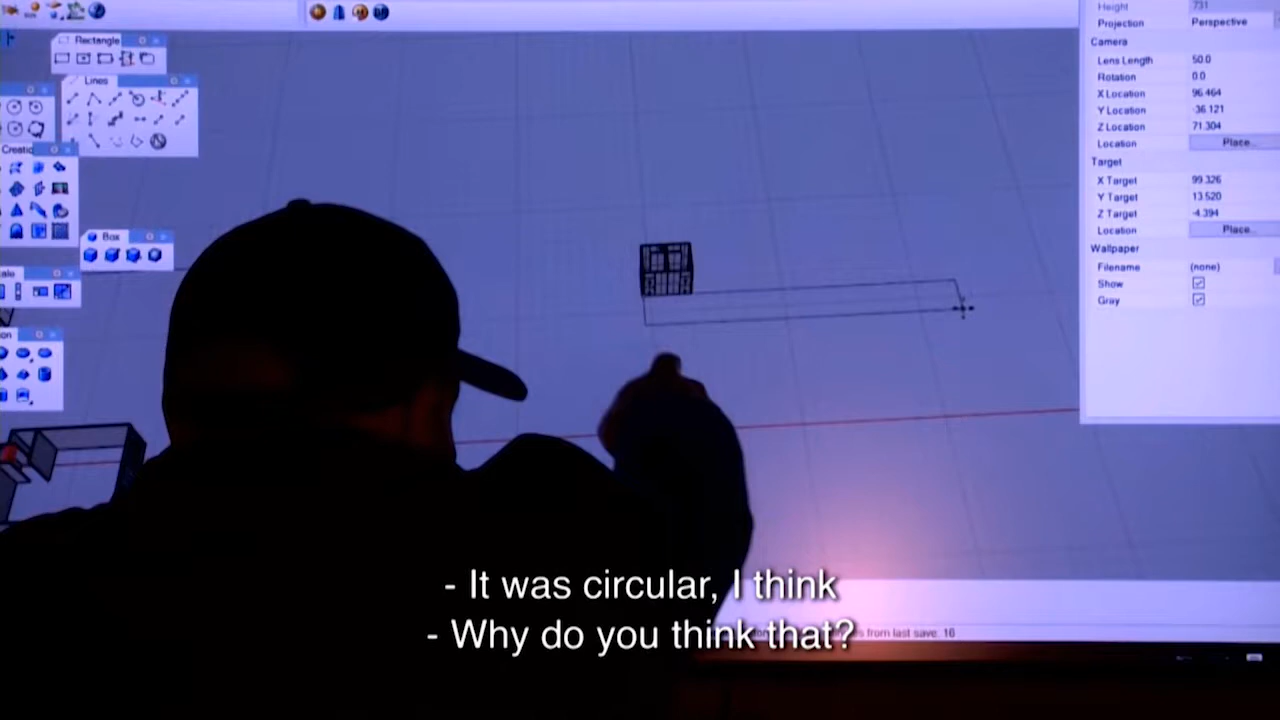 Height 731
Projection Perspective
Camera
Lens Length 50.0
Rotation 0.0
X Location 96.464
Y Location -36.121
Z Location 71.304
Location Place...
Target
X Target 99.326
Y Target 13.520
Z Target -4.394
Location Place...
Wallpaper
Filename (none)
Show
Gray
Rectangle
Lines
Creatio
Box
- It was circular, I think
- Why do you think that?
from last save: 16